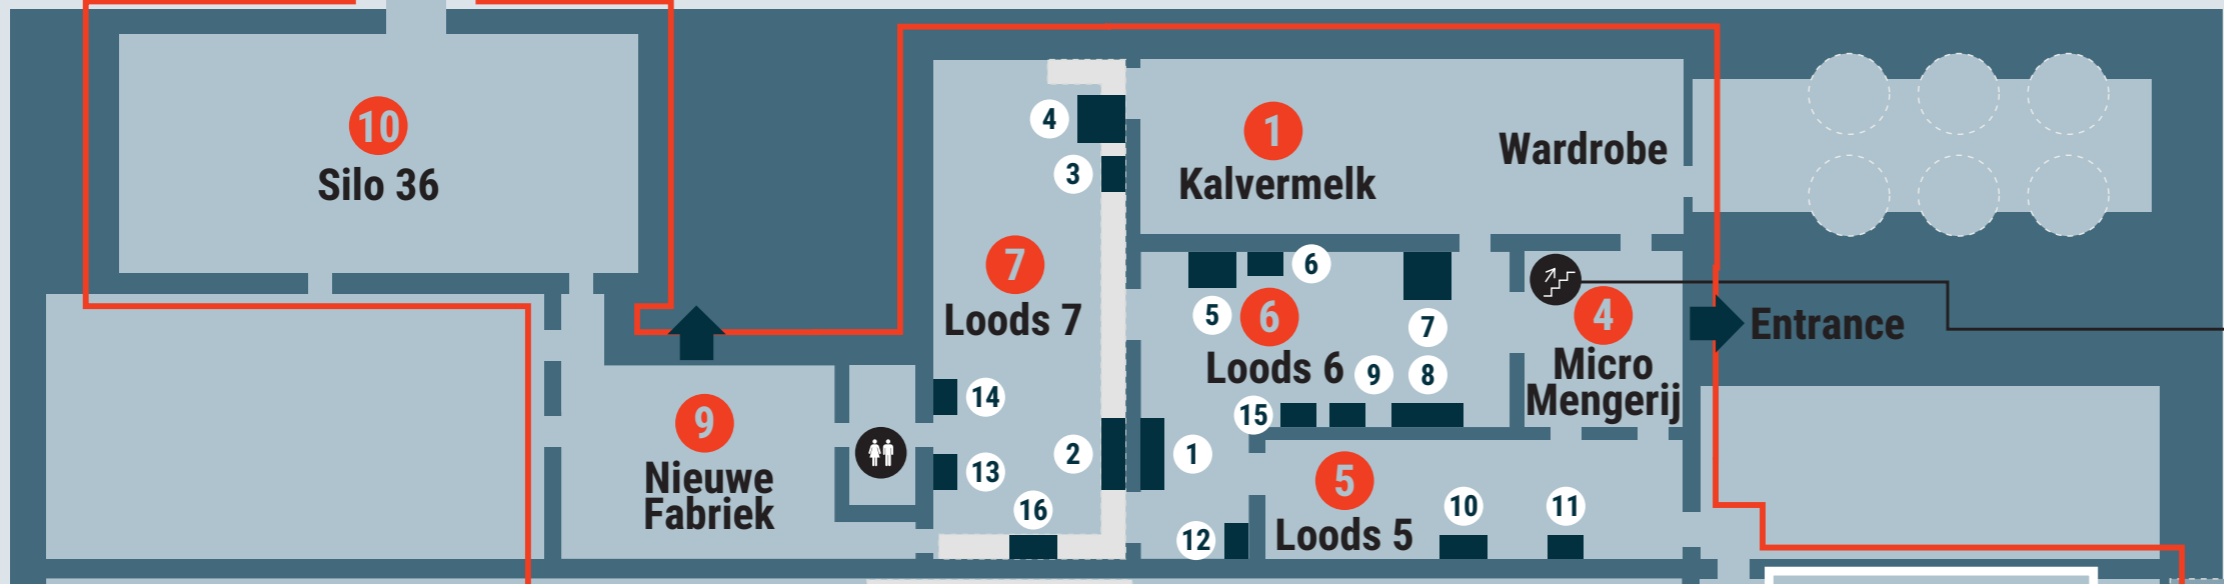 10
Silo 36
4
3
1
Kalvermelk
Wardrobe
7
Loods 7
6
5
6
Loods 6
7
9
8
15
4
Micro
Mengerij
Entrance
14
13
2
1
16
12
9
Nieuwe
Fabriek
5
Loods 5
10
11